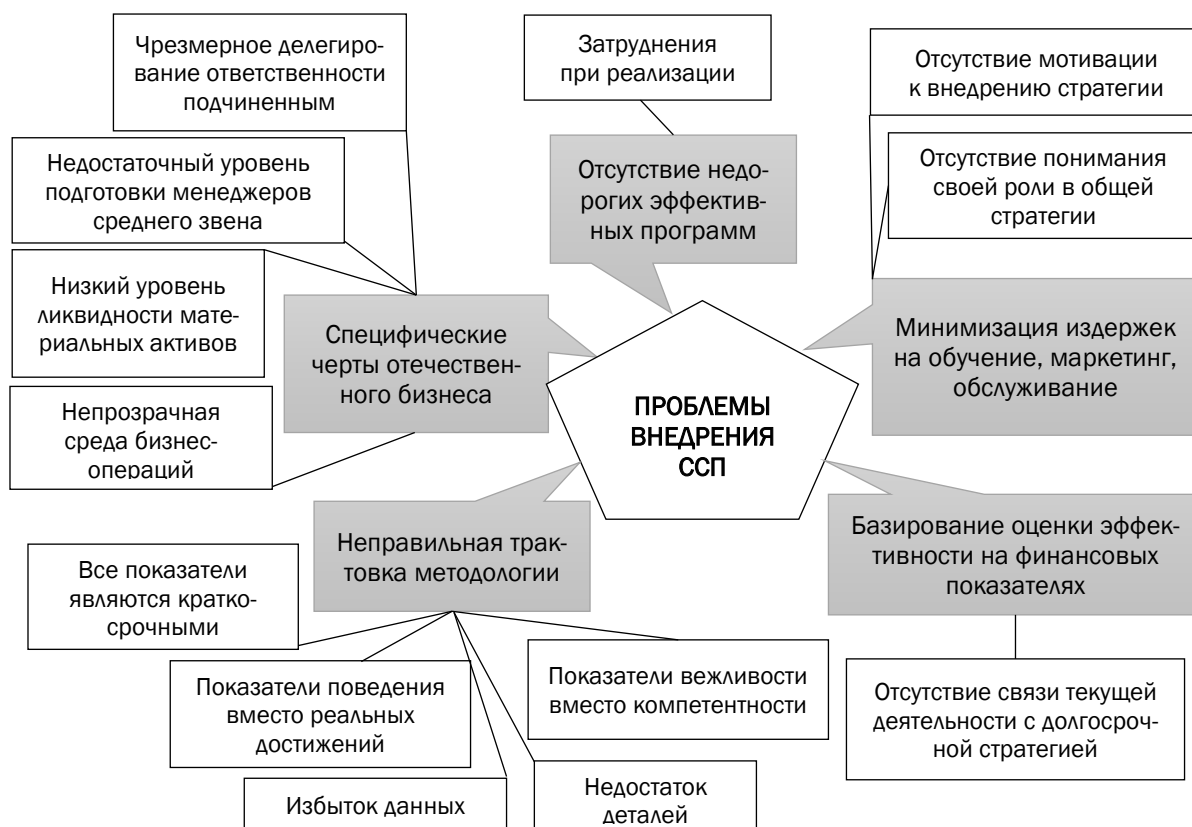 Чрезмерное делегиро-
вание ответственности
подчиненным
Затруднения
при реализации
Отсутствие мотивации
к внедрению стратегии
Недостаточный уровень
подготовки менеджеров
среднего звена
Отсутствие недо-
рогих эффектив-
ных программ
Отсутствие понимания
своей роли в общей
стратегии
Низкий уровень
ликвидности мате-
риальных активов
Специфические
черты отечествен-
ного бизнеса
Минимизация издержек
на обучение, маркетинг,
обслуживание
Непрозрачная
среда бизнес-
операций
ПРОБЛЕМЫ
ВНЕДРЕНИЯ
ССП
Неправильная трак-
товка методологии
Базирование оценки эффек-
тивности на финансовых
показателях
Все показатели
являются кратко-
срочными
Показатели поведения
вместо реальных
достижений
Показатели вежливости
вместо компетентности
Отсутствие связи текущей
деятельности с долгосроч-
ной стратегией
Избыток данных
Недостаток
деталей